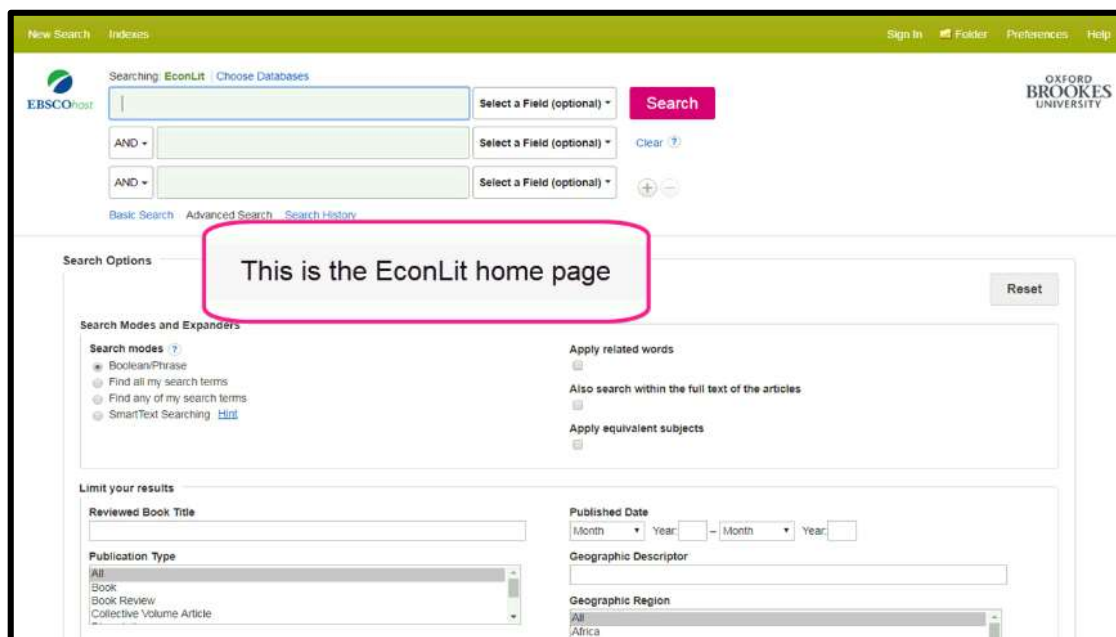 New Search Indexes Sign In Folder Preferences Help
Searching: EconLit Choose Databases
EBSCOhost
Select a Field (optional)
Search
OXFORD
BROOKES
UNIVERSITY
AND
Select a Field (optional)
Clear ?
AND
Select a Field (optional)
Basic Search Advanced Search Search History
This is the EconLit home page
Search Options
Reset
Search Modes and Expanders
Search modes ?
Boolean/Phrase
Find all my search terms
Find any of my search terms
SmartText Searching Hint
Apply related words
Also search within the full text of the articles
Apply equivalent subjects
Limit your results
Reviewed Book Title
Published Date
Month Year: – Month Year:
Publication Type
All
Book
Book Review
Collective Volume Article
Geographic Descriptor
Geographic Region
All
Africa